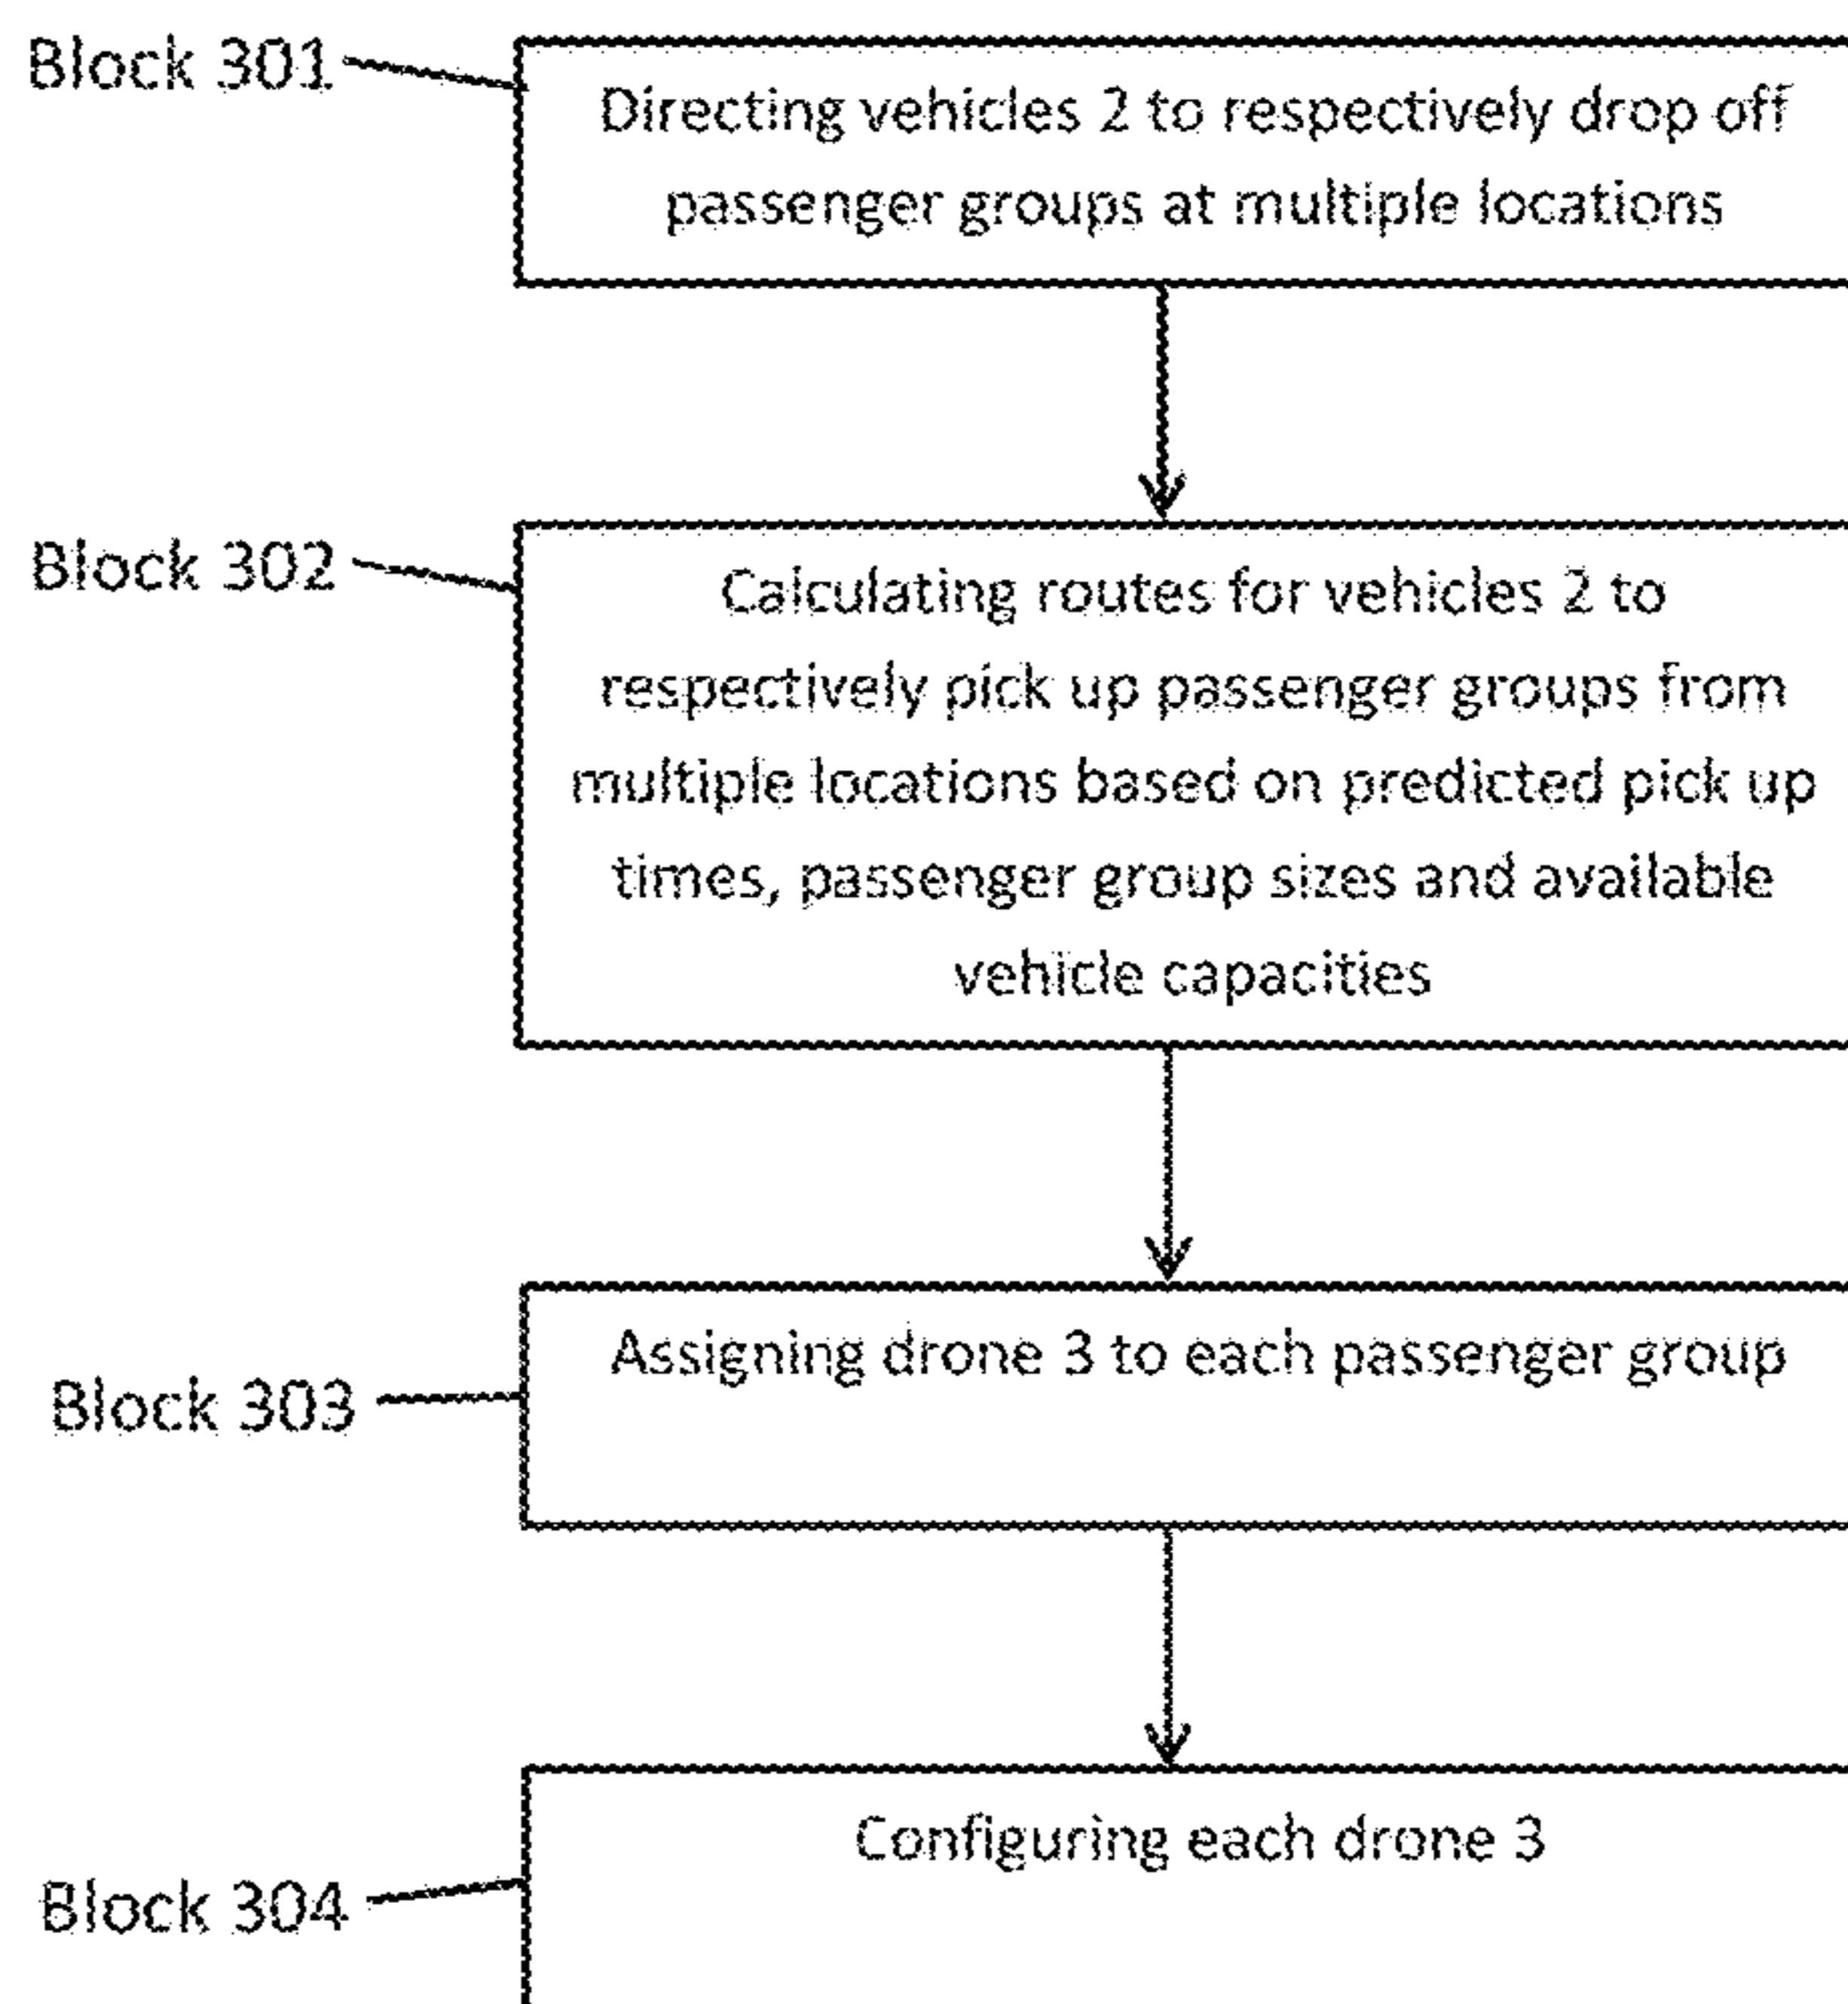 Block 301
Directing vehicles 2 to respectively drop off
passenger groups at multiple locations
Block 302
Calculating routes for vehicles 2 to
respectively pick up passenger groups from
multiple locations based on predicted pick up
times, passenger group sizes and available
vehicle capacities
Block 303
Assigning drone 3 to each passenger group
Block 304
Configuring each drone 3